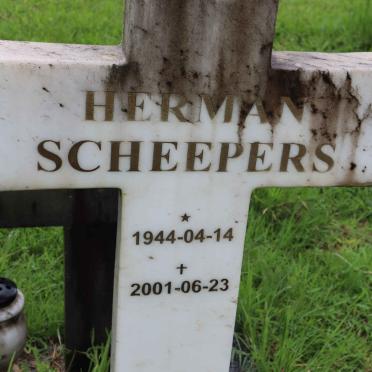 HERMAN
SCHEEPERS
★
1944-04-14
✝
2001-06-23